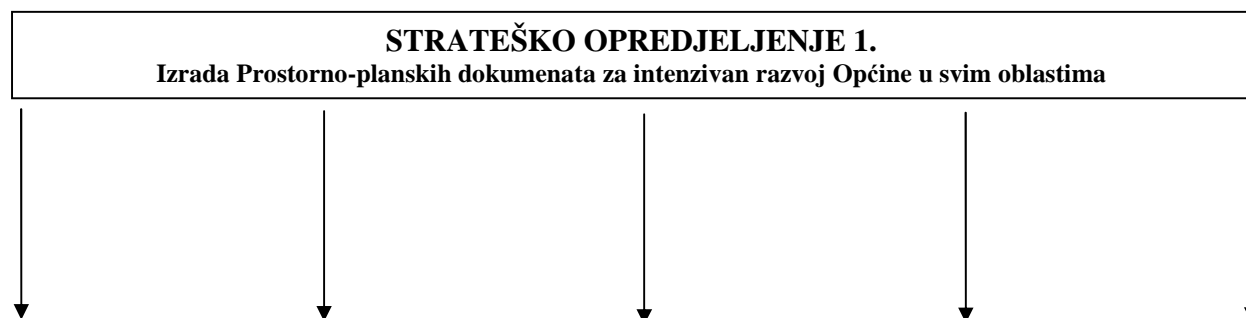 STRATEŠKO OPREDJELJENJE 1.
Izrada Prostorno-planskih dokumenata za intenzivan razvoj Općine u svim oblastima